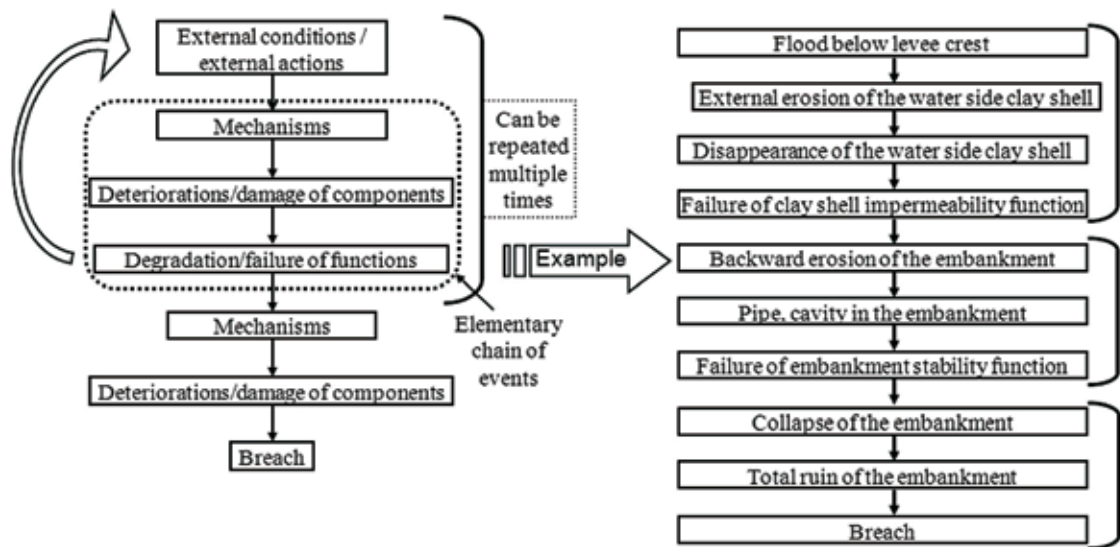 External conditions /
external actions
Mechanisms
Deteriorations/damage of components
Degradation/failure of functions
Mechanisms
Deteriorations/damage of components
Breach
Can be
repeated
multiple
times
Elementary
chain of
events
Example
Flood below levee crest
External erosion of the water side clay shell
Disappearance of the water side clay shell
Failure of clay shell impermeability function
Backward erosion of the embankment
Pipe, cavity in the embankment
Failure of embankment stability function
Collapse of the embankment
Total ruin of the embankment
Breach